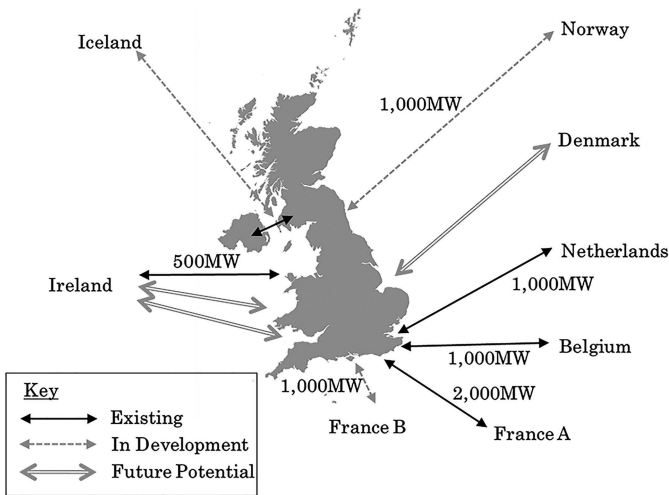 Iceland
Norway
1,000MW
Denmark
500MW
Netherlands
Ireland
1,000MW
Belgium
1,000MW
1,000MW
2,000MW
France B
France A
Key
Existing
In Development
Future Potential